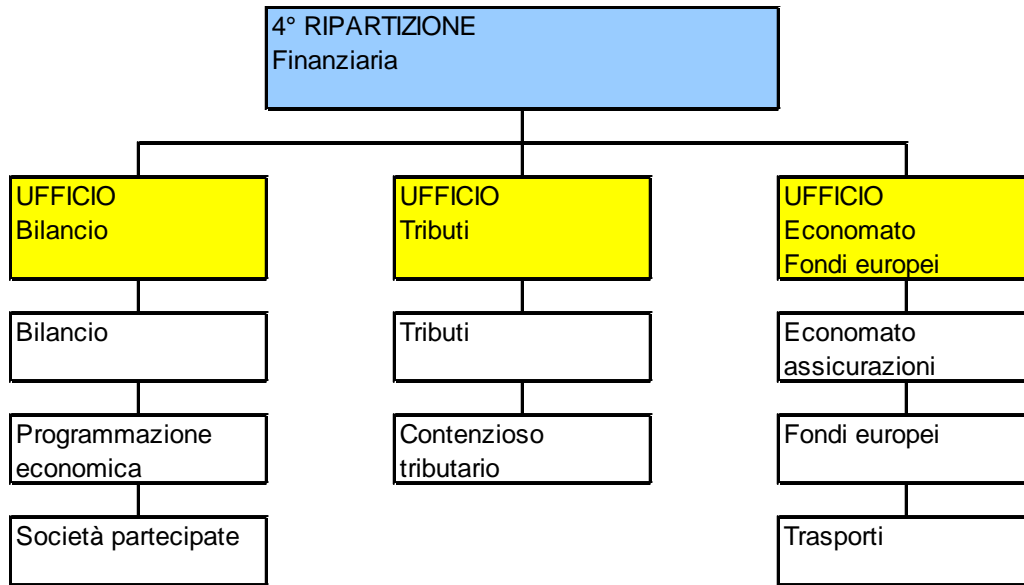 4° RIPARTIZIONE
Finanziaria
UFFICIO
Bilancio
UFFICIO
Tributi
UFFICIO
Economato
Fondi europei
Bilancio
Tributi
Economato
assicurazioni
Programmazione
economica
Contenzioso
tributario
Fondi europei
Società partecipate
Trasporti